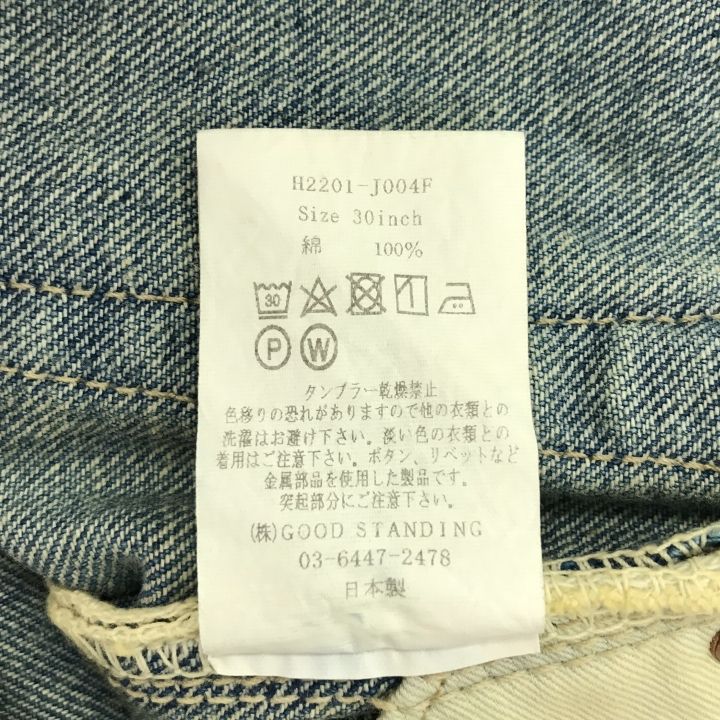 H2201-J004F
Size 30inch
綿 100%
30
P W
タンブラー乾燥禁止
色移りの恐れがありますので他の衣類との
洗濯はお避け下さい。淡い色の衣類との
着用はご注意下さい。ボタン、リベットなど
金属部品を使用した製品です。
突起部分にご注意下さい。
(株)GOOD STANDING
03-6447-2478
日本製